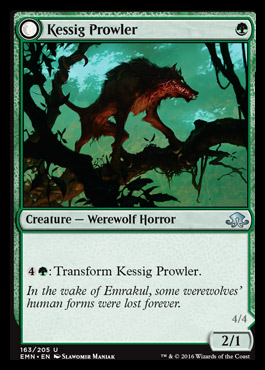 Kessig Prowler
Creature — Werewolf Horror
4 : Transform Kessig Prowler.
In the wake of Emrakul, some werewolves'
human forms were lost forever.
4/4
2/1
163/205 U
EMN • EN Slawomir Maniak
™ & © 2016 Wizards of the Coast